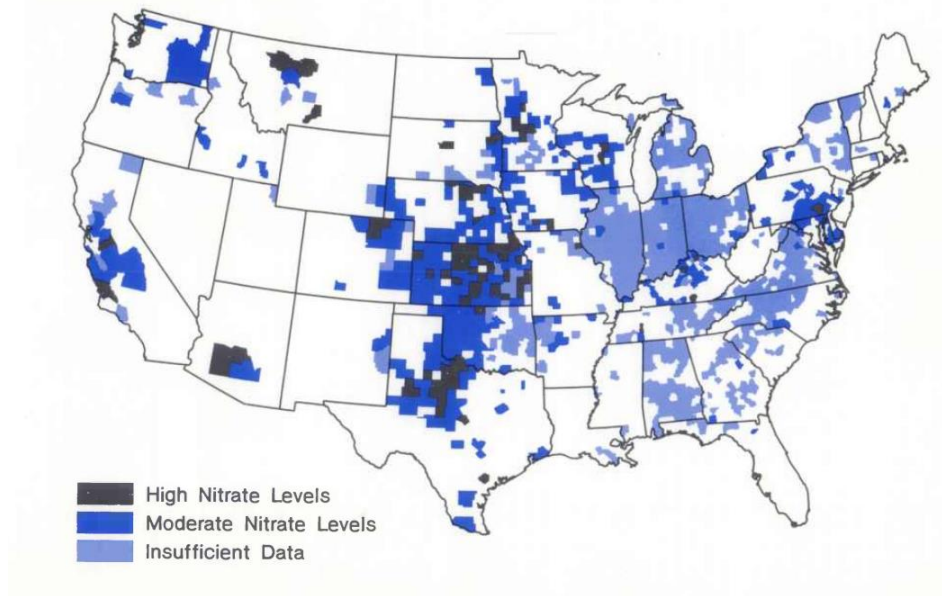 High Nitrate Levels
Moderate Nitrate Levels
Insufficient Data